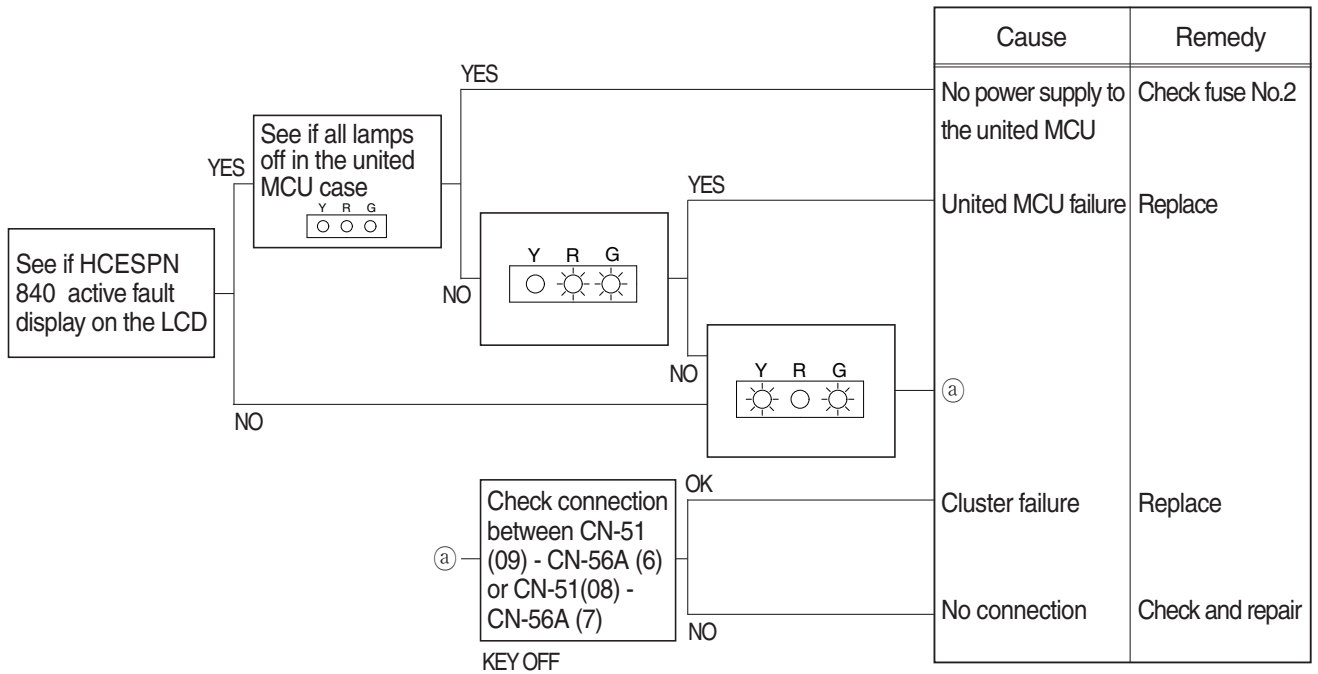 Cause
Remedy
YES
No power supply to
the united MCU
Check fuse No.2
See if all lamps
off in the united
MCU case
Y R G
YES
YES
United MCU failure
Replace
See if HCESPN
840 active fault
display on the LCD
Y R G
NO
NO
Y R G
ⓐ
NO
Check connection
between CN-51
(09) - CN-56A (6)
or CN-51(08) -
CN-56A (7)
ⓐ
OK
Cluster failure
Replace
No connection
Check and repair
NO
KEY OFF